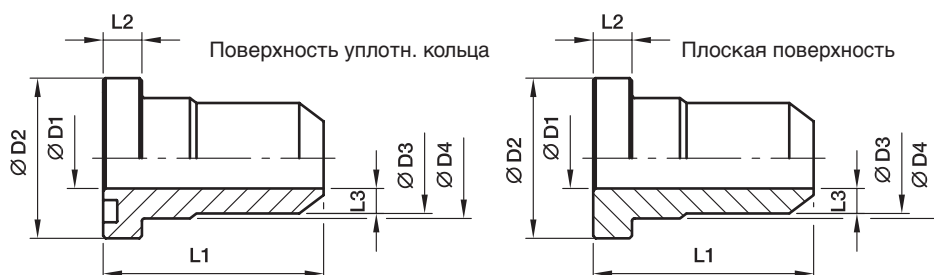 L2
Поверхность уплотн. кольца
Ø D2
Ø D1
L3
Ø D3
Ø D4
L1
L2
Плоская поверхность
Ø D2
Ø D1
L3
Ø D3
Ø D4
L1